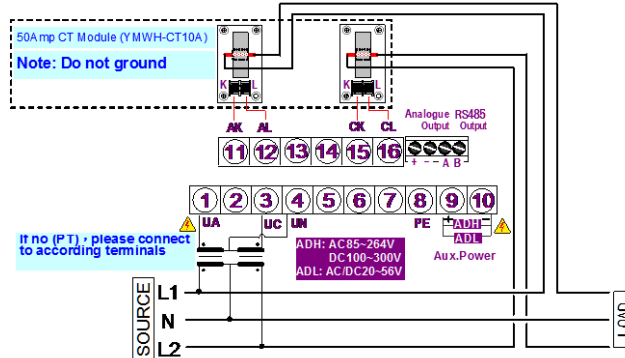 50Amp CT Module (YMWH-CT10A)
Note: Do not ground
K L
K L
AK AL
CK CL
Analogue RS485
Output Output
11 12 13 14 15 16
+ - - A B
1 2 3 4 5 6 7 8 9 10
UA UC UN PE
+ ADH -
ADL
Aux.Power
If no (PT) , please connect
to according terminals
ADH: AC85~264V
DC100~300V
ADL: AC/DC20~56V
SOURCE
L1
N
L2
LOAD